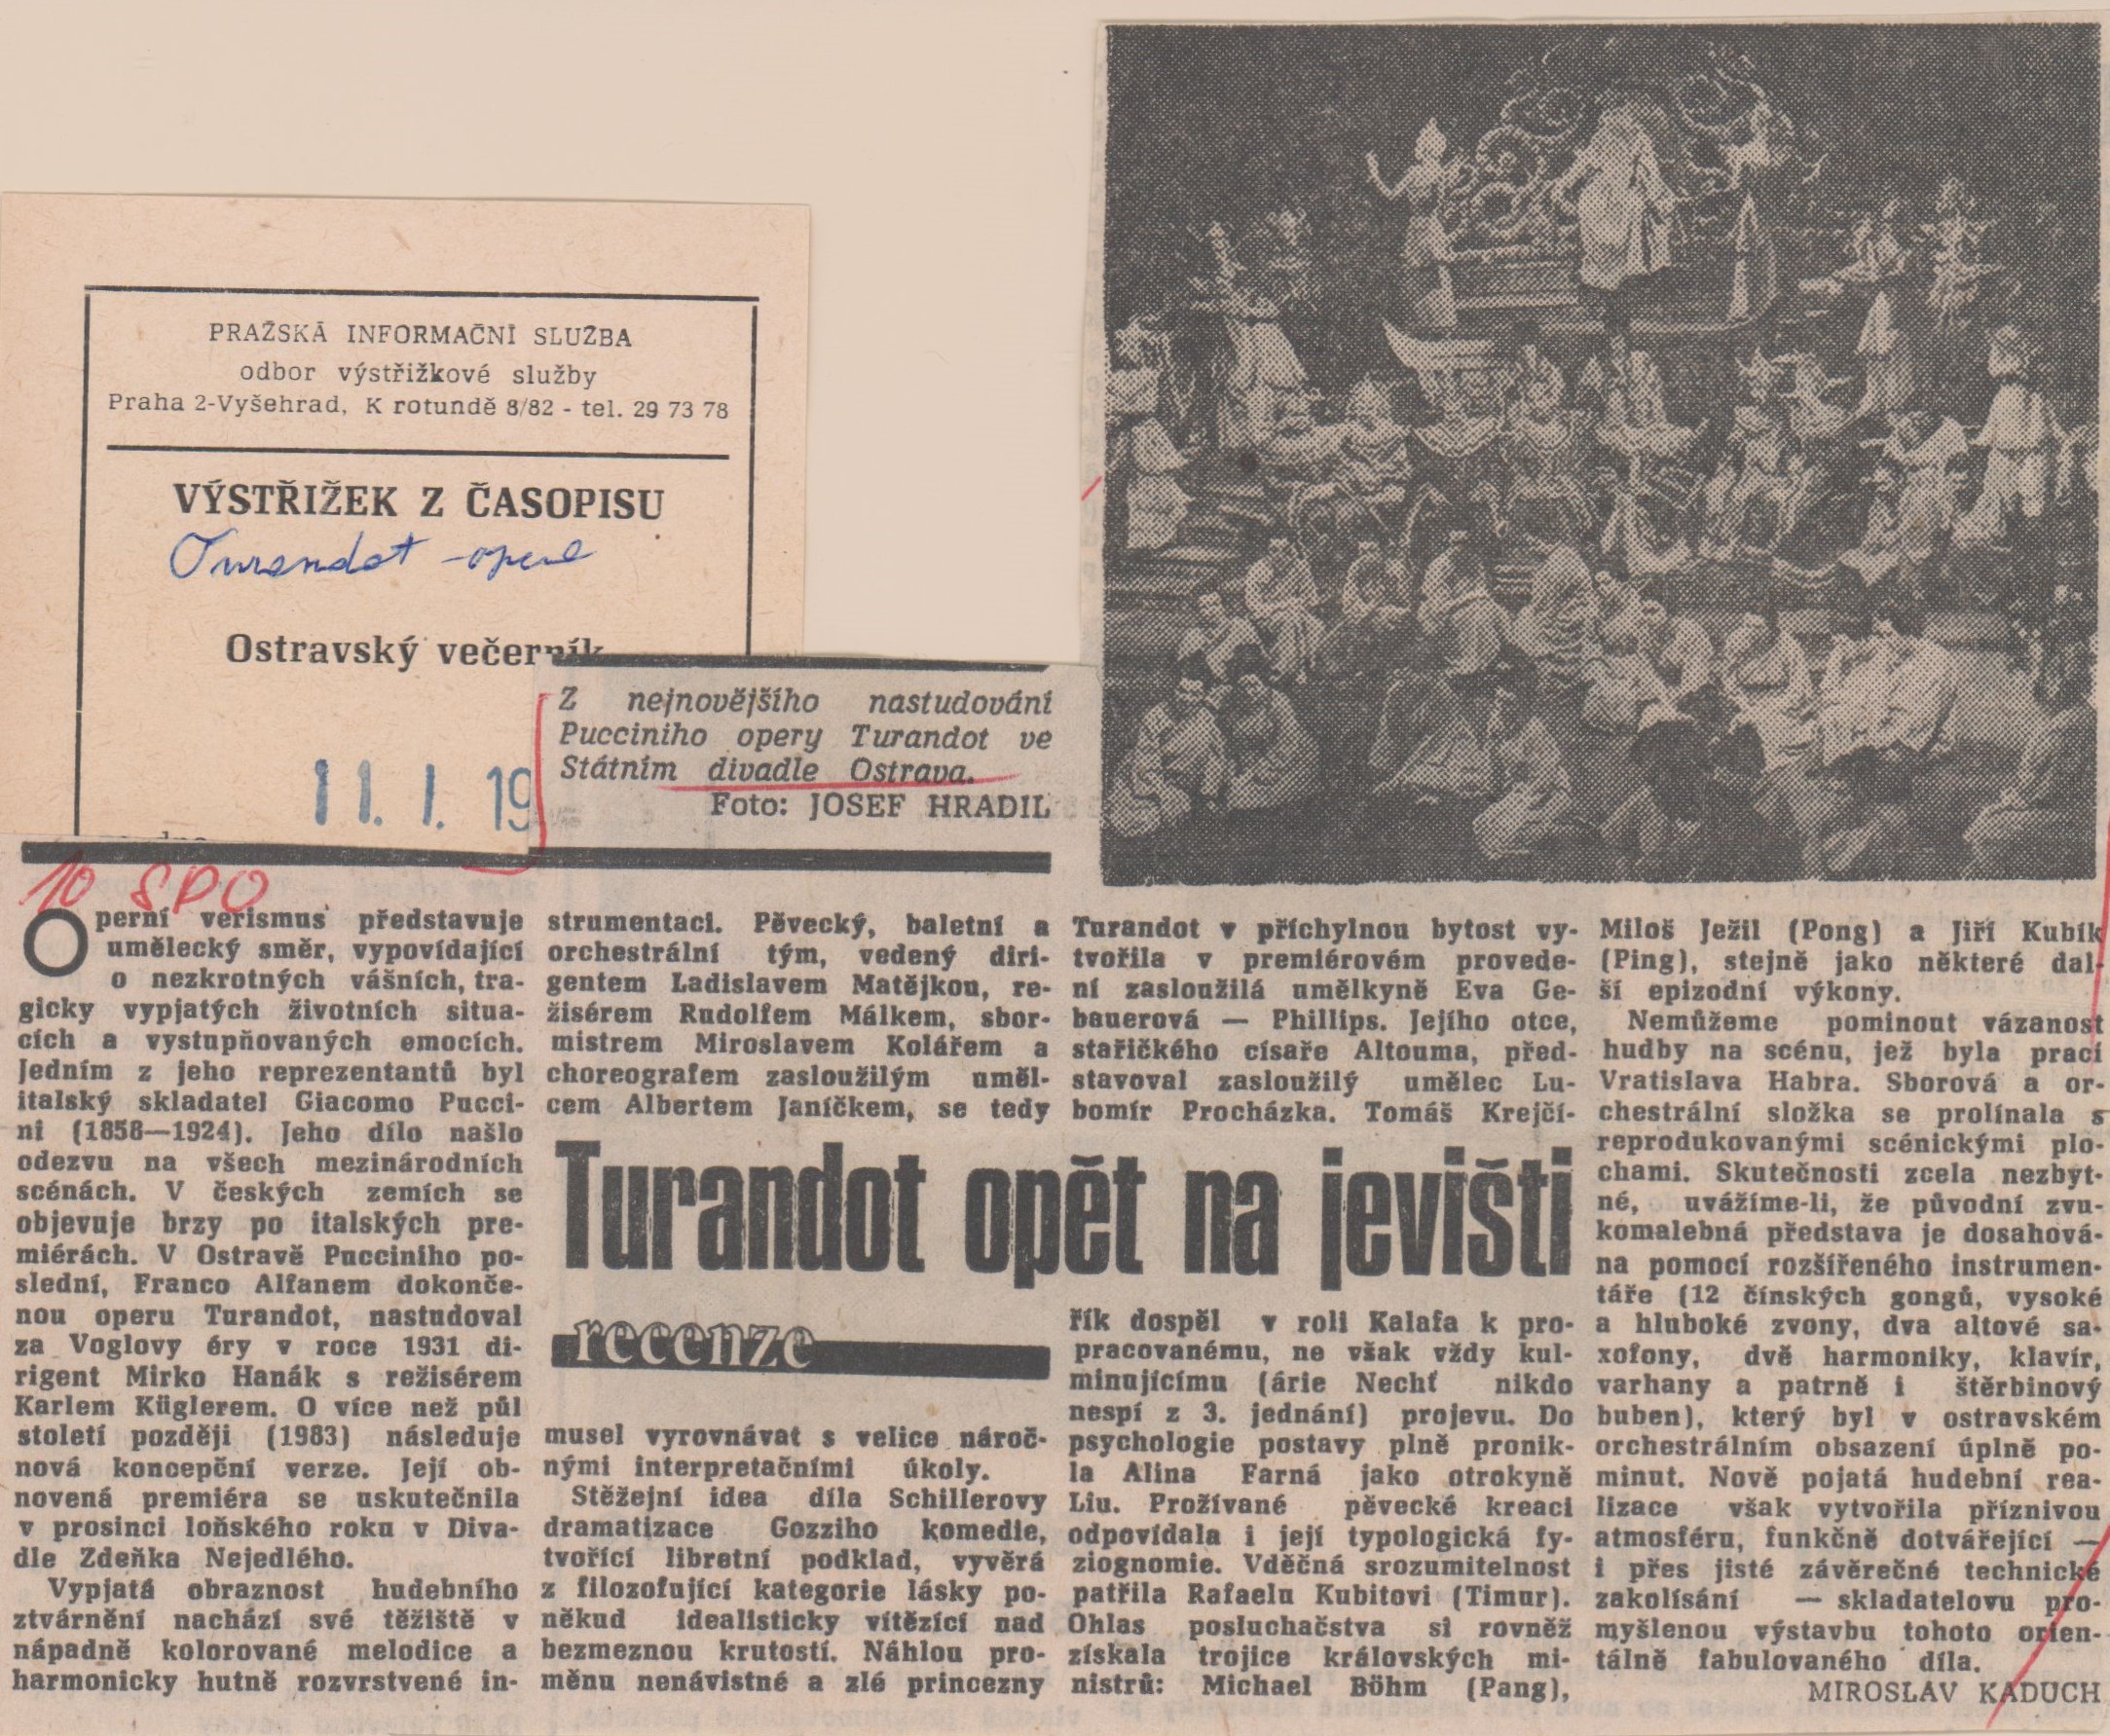 PRAŽSKÁ INFORMAČNÍ SLUŽBA
odbor výstřižkové služby
Praha 2-Vyšehrad, K rotundě 8/82 - tel. 29 73 78
VÝSTŘIŽEK Z ČASOPISU
Turandot - opera
Ostravský večerník
11. I. 19
Z nejnovějšího nastudování
Pucciniho opery Turandot ve
Státním divadle Ostrava.
Foto: JOSEF HRADIL
10 SPO
Operní verismus představuje
umělecký směr, vypovídající
o nezkrotných vášních, tra-
gicky vypjatých životních situa-
cích a vystupňovaných emocích.
Jedním z jeho reprezentantů byl
italský skladatel Giacomo Pucci-
ni (1858—1924). Jeho dílo našlo
odezvu na všech mezinárodních
scénách. V českých zemích se
objevuje brzy po italských pre-
miérách. V Ostravě Pucciního po-
slední, Franco Alfanem dokonče-
nou operu Turandot, nastudoval
za Voglovy éry v roce 1931 di-
rigent Mirko Hanák s režisérem
Karlem Küglerem. O více než půl
století později (1983) následuje
nová koncepční verze. Její ob-
novená premiéra se uskutečnila
v prosinci loňského roku v Diva-
dle Zdeňka Nejedlého.
Vypjatá obraznost hudebního
ztvárnění nachází své těžiště v
nápadně kolorované melodice a
harmonicky hutně rozvrstvené in-
strumentaci. Pěvecký, baletní a
orchestrální tým, vedený diri-
gentem Ladislavem Matějkou, re-
žisérem Rudolfem Málkem, sbor-
mistrem Miroslavem Kolářem a
choreografem zasloužilým uměl-
cem Albertem Janíčkem, se tedy
Turandot opět na jevišti
recenze
musel vyrovnávat s velice nároč-
nými interpretačními úkoly.
Stěžejní idea díla Schillerovy
dramatizace Gozziho komedie,
tvořící libretní podklad, vyvěrá
z filozofující kategorie lásky po-
někud idealisticky vítězící nad
bezmeznou krutostí. Náhlou pro-
měnu nenávistné a zlé princezny
Turandot v příchylnou bytost vy-
tvořila v premiérovém provede-
ní zasloužilá umělkyně Eva Ge-
bauerová — Phillips. Jejího otce,
stařičkého císaře Altouma, před-
stavoval zasloužilý umělec Lu-
bomír Procházka. Tomáš Krejčí-
řík dospěl v roli Kalafa k pro-
pracovanému, ne však vždy kul-
minujícímu (árie Nechť nikdo
nespí z 3. jednání) projevu. Do
psychologie postavy plně pronik-
la Alina Farná jako otrokyně
Liu. Prožívané pěvecké kreaci
odpovídala i její typologická fy-
ziognomie. Vděčná srozumitelnost
patřila Rafaelu Kubitovi (Timur).
Ohlas posluchačstva si rovněž
získala trojice královských mi-
nistrů: Michael Böhm (Pang),
Miloš Ježil (Pong) a Jiří Kubík
(Ping), stejně jako některé dal-
ší epizodní výkony.
Nemůžeme pominout vázanost
hudby na scénu, jež byla prací
Vratislava Habra. Sborová a or-
chestrální složka se prolínala s
reprodukovanými scénickými plo-
chami. Skutečnosti zcela nezbyt-
né, uvážíme-li, že původní zvu-
komalebná představa je dosahová-
na pomocí rozšířeného instrumen-
táře (12 čínských gongů, vysoké
a hluboké zvony, dva altové sa-
xofony, dvě harmoniky, klavír,
varhany a patrně i štěrbinový
buben), který byl v ostravském
orchestrálním obsazení úplně po-
minut. Nově pojatá hudební rea-
lizace však vytvořila příznivou
atmosféru, funkčně dotvářející —
i přes jisté závěrečné technické
zakolísání — skladatelovu pro-
myšlenou výstavbu tohoto orien-
tálně fabulovaného díla.
MIROSLAV KADUCH